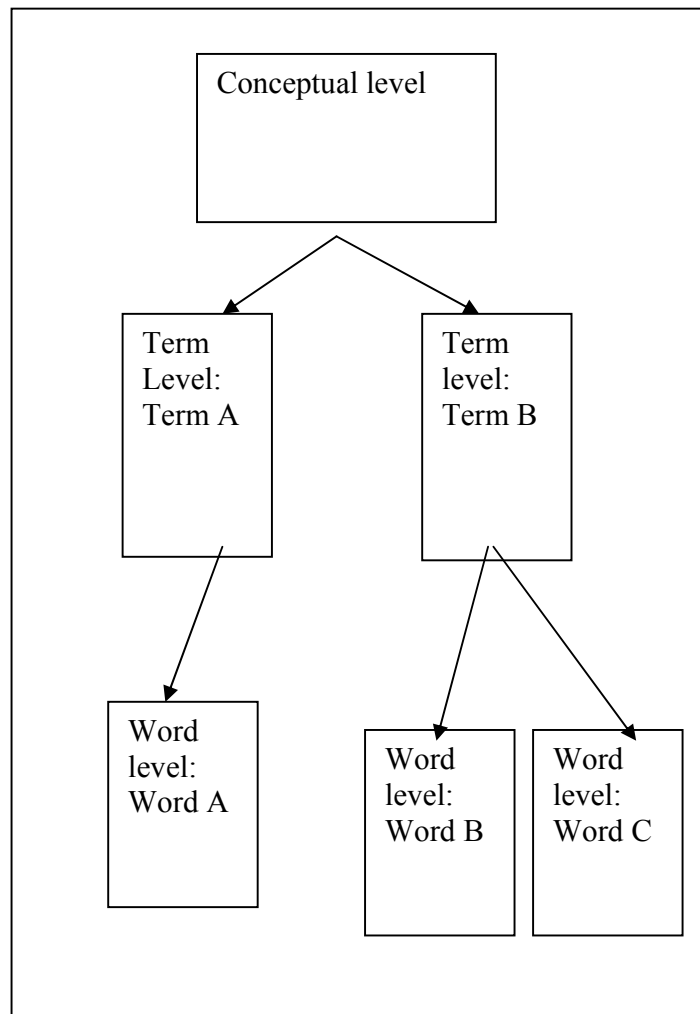 Conceptual level
Term
Level:
Term A
Term
level:
Term B
Word
level:
Word A
Word
level:
Word B
Word
level:
Word C